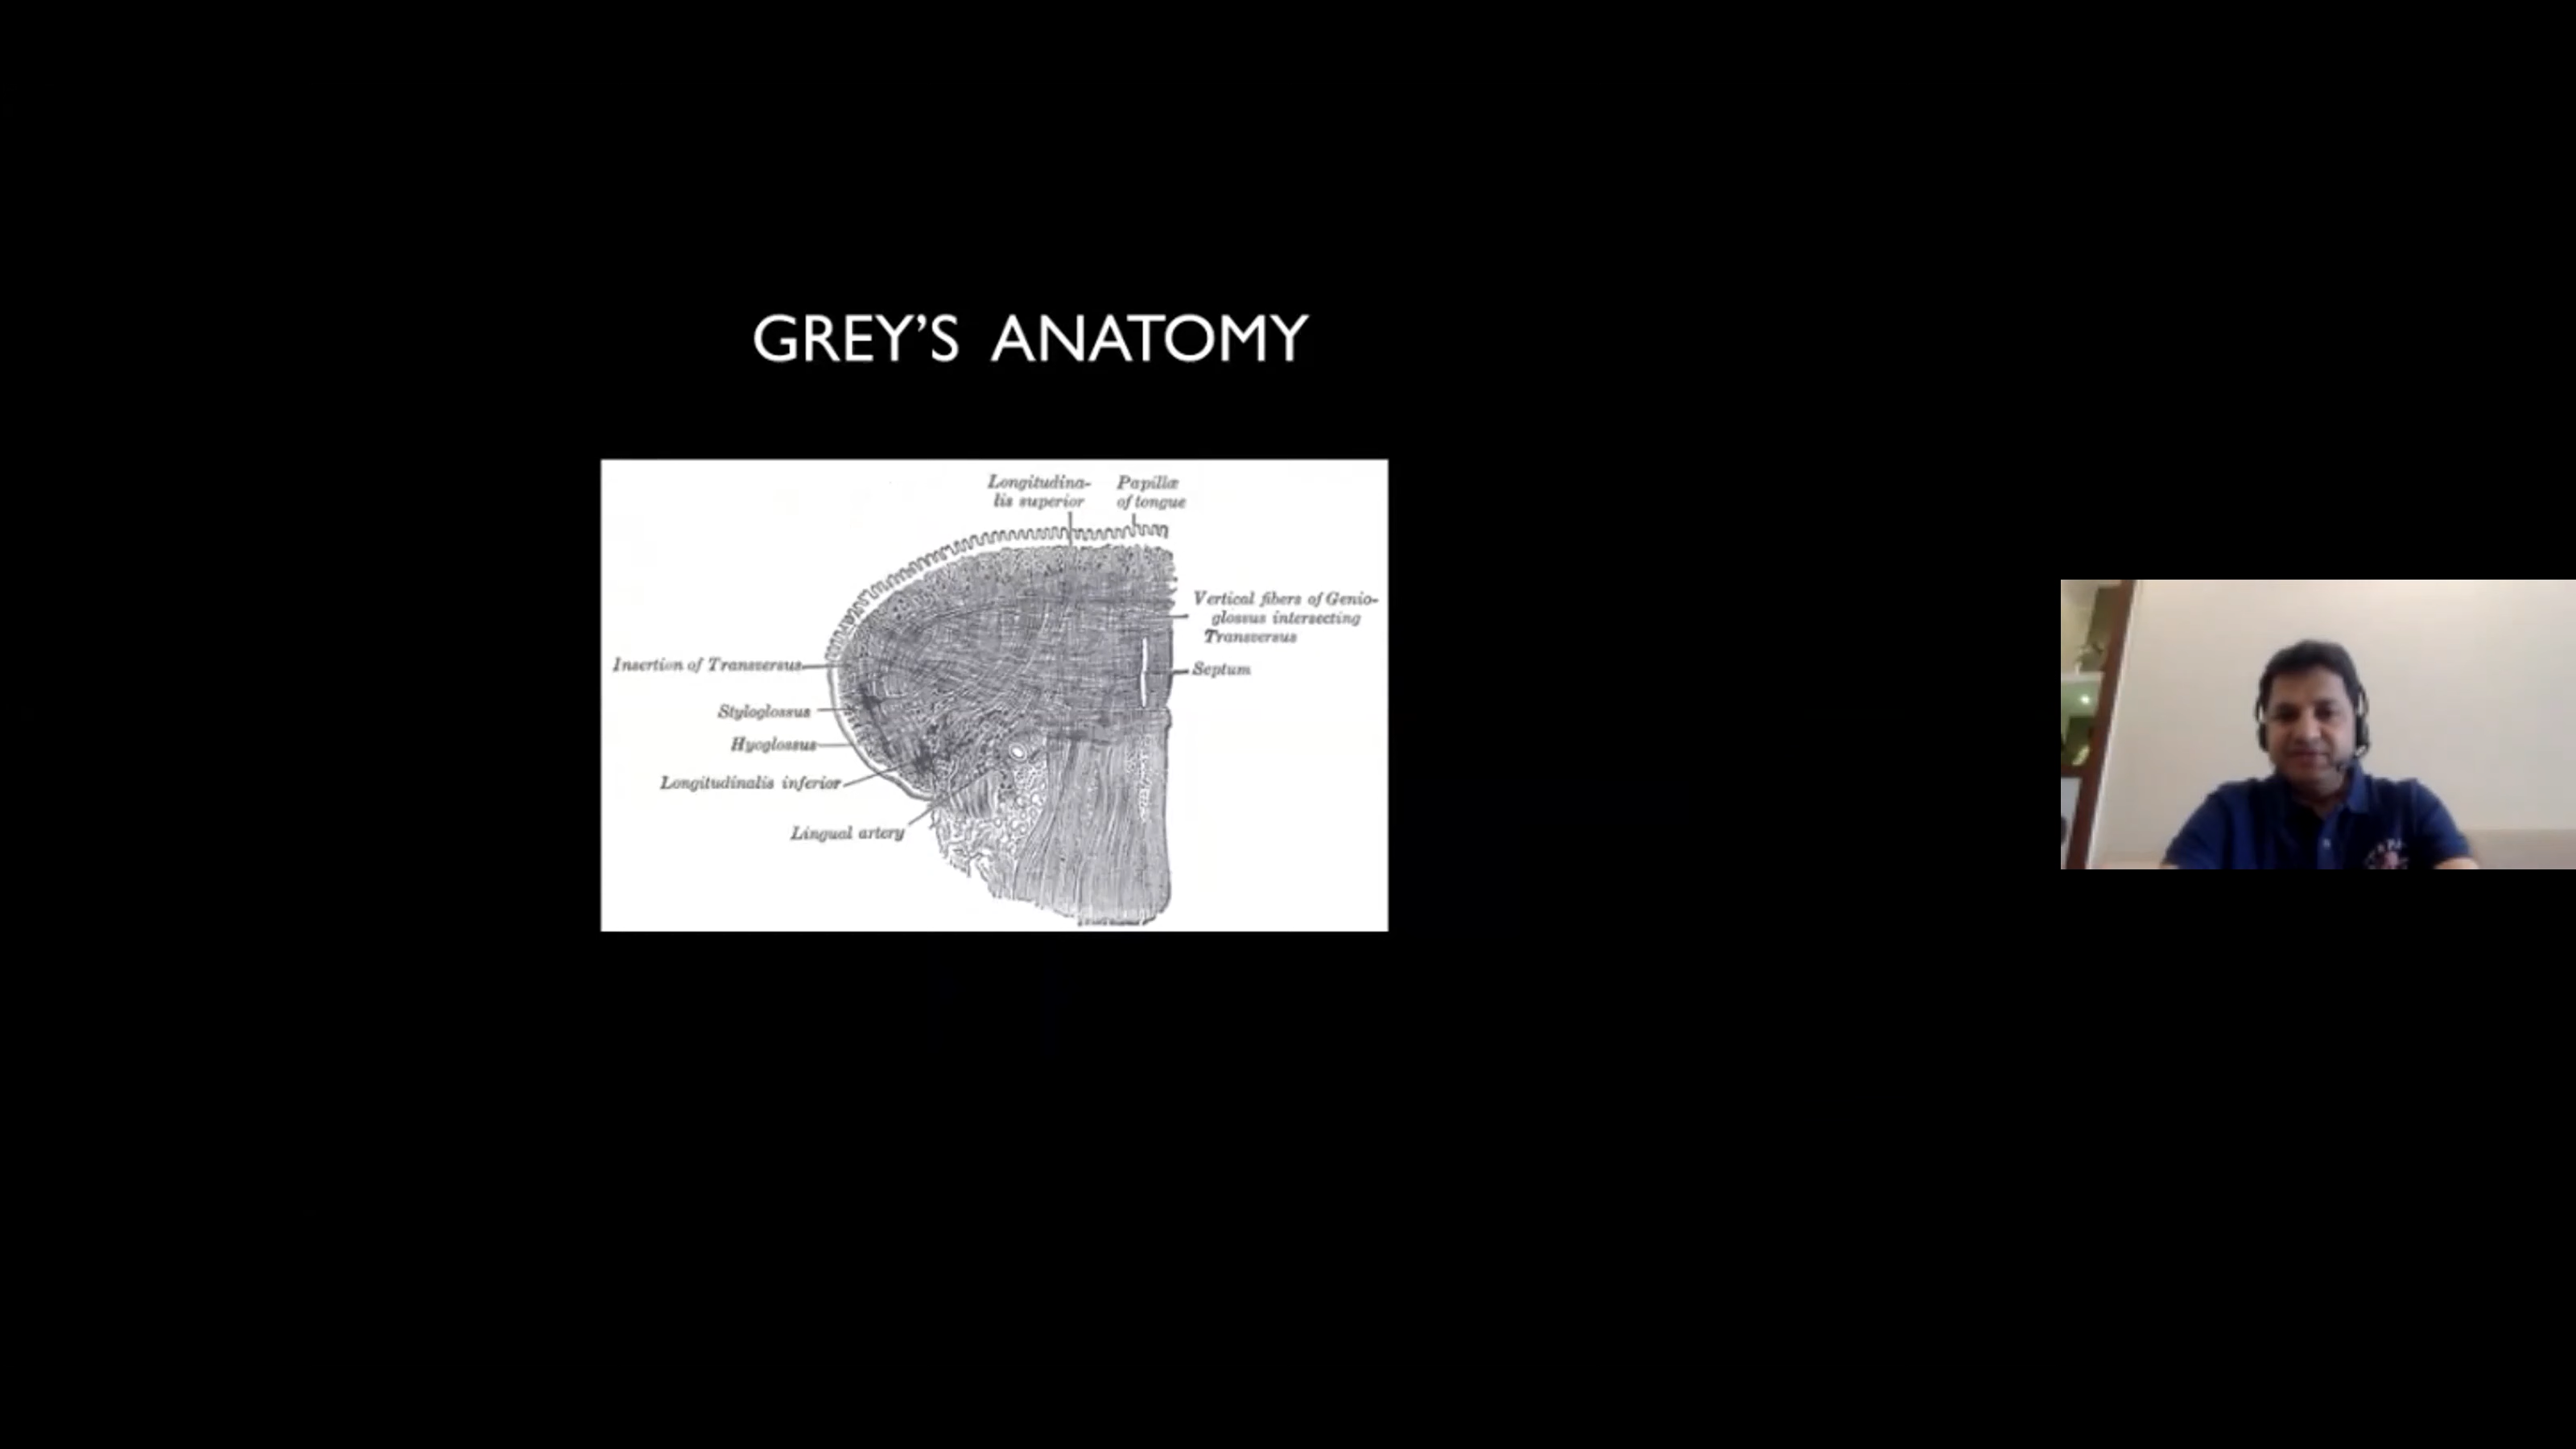 GREY'S ANATOMY
Longitudina-
lis superior
Papillæ
of tongue
Vertical fibers of Genio-
glossus intersecting
Transversus
Septum
Insertion of Transversus
Styloglossus
Hyoglossus
Longitudinalis inferior
Lingual artery